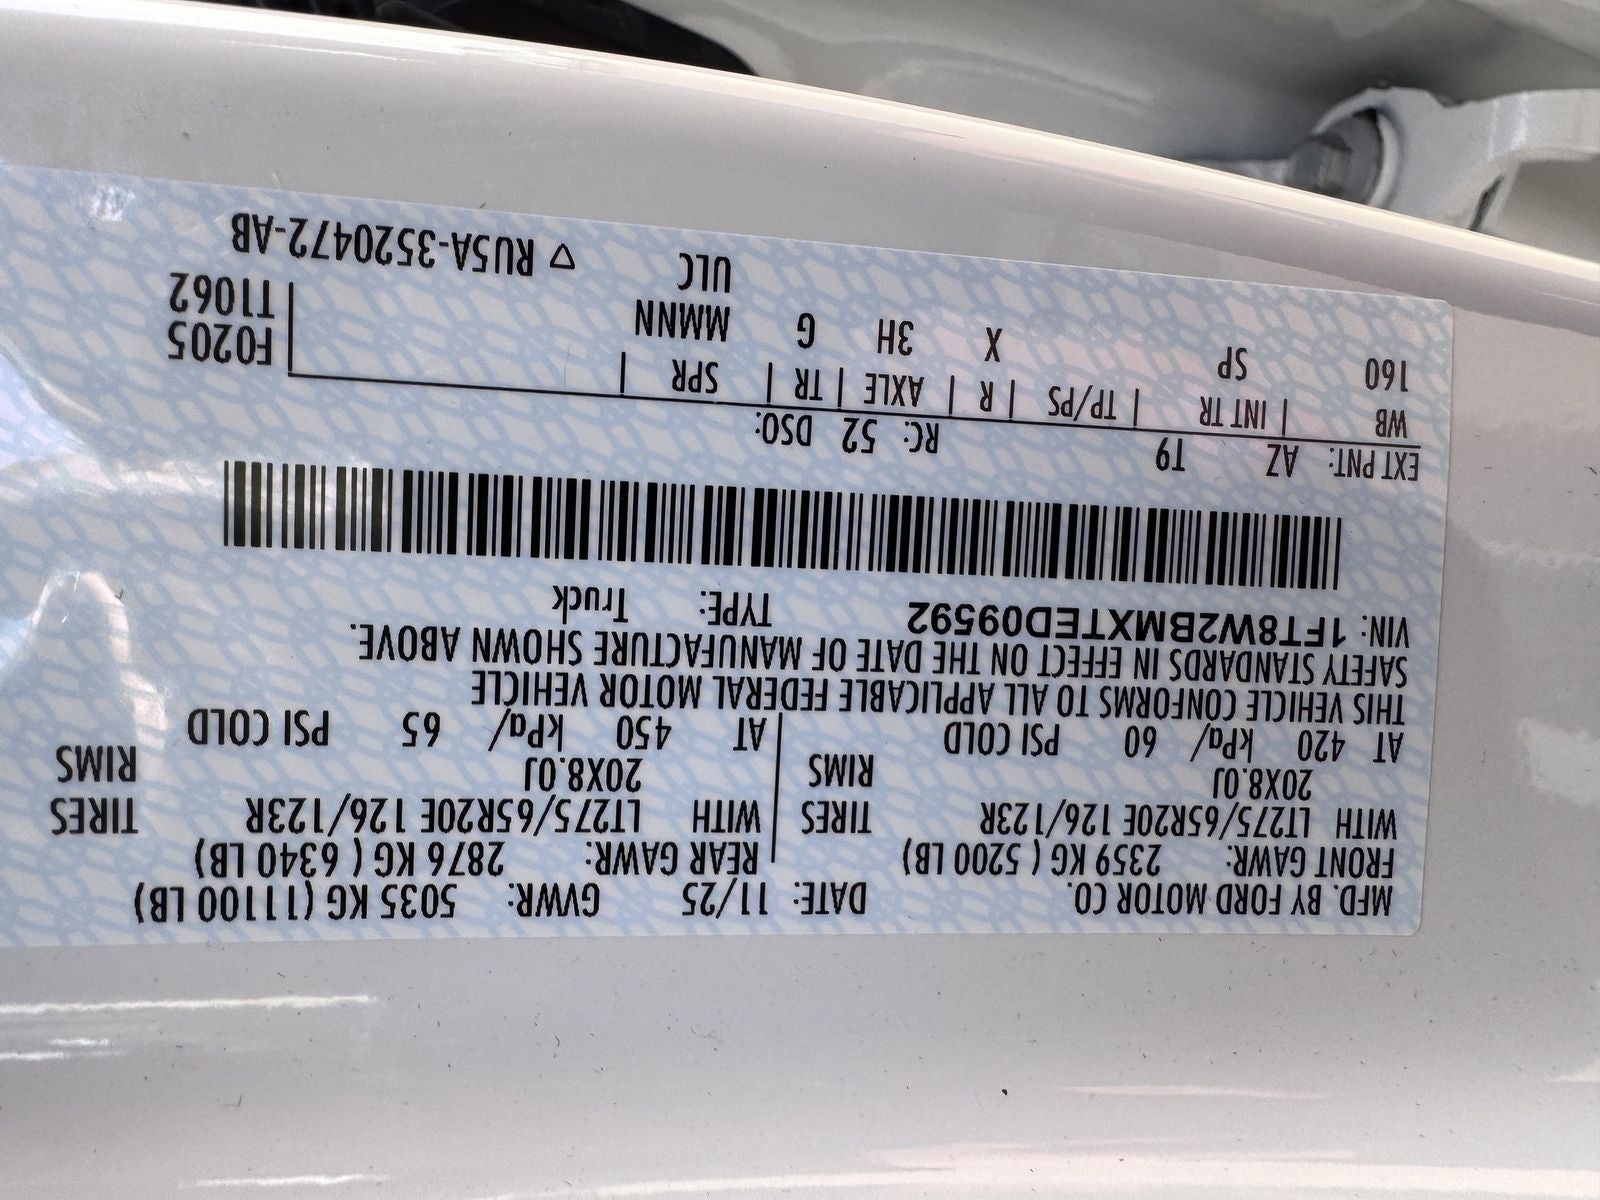 MFD. BY FORD MOTOR CO. DATE: 11/25 GVWR: 5035 KG (11100 LB)
FRONT GAWR: 2359 KG ( 5200 LB) REAR GAWR: 2876 KG ( 6340 LB)
WITH LT275/65R20E 126/123R TIRES WITH LT275/65R20E 126/123R TIRES
20X8.0J RIMS 20X8.0J RIMS
AT 420 kPa/ 60 PSI COLD AT 450 kPa/ 65 PSI COLD
THIS VEHICLE CONFORMS TO ALL APPLICABLE FEDERAL MOTOR VEHICLE
SAFETY STANDARDS IN EFFECT ON THE DATE OF MANUFACTURE SHOWN ABOVE.
VIN: 1FT8W2BMXTED09592 TYPE: Truck
EXT PNT: AZ T9 RC: 52 DSO:
WB | INT TR | TP/PS | R | AXLE | TR | SPR | F0205
160 SP X 3H G MMNN T1062
ULC ▽ RU5A-3520472-AB